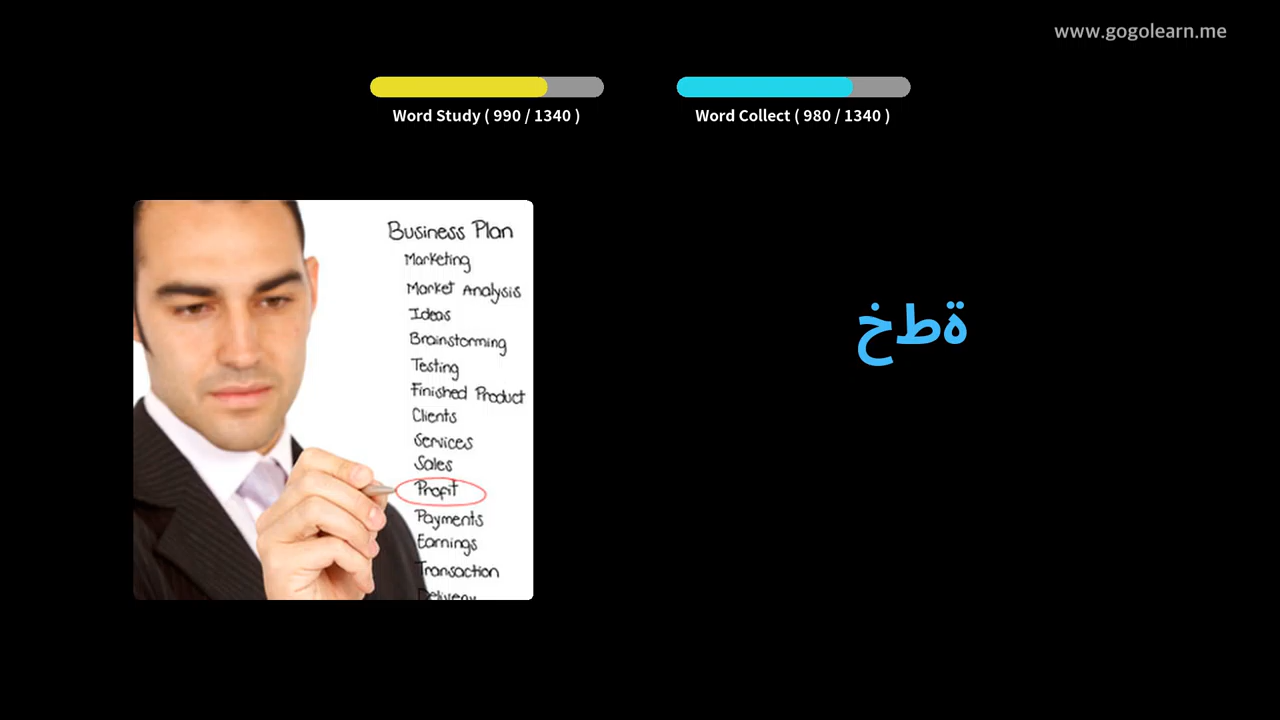 www.gogolearn.me
Word Study ( 990 / 1340 )
Word Collect ( 980 / 1340 )
Business Plan
Marketing
Market Analysis
Ideas
Brainstorming
Testing
Finished Product
Clients
Services
Sales
Profit
Payments
Earnings
Transaction
Delivery
خطة